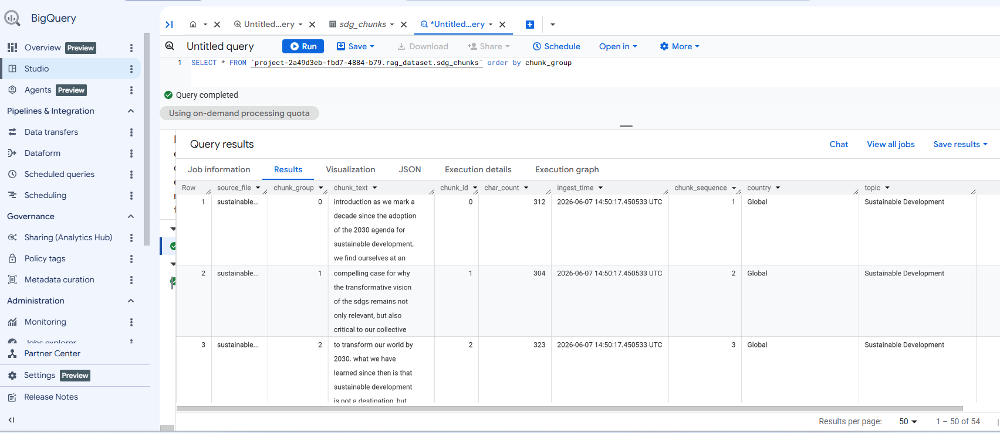 BigQuery
Overview Preview
Studio
Agents Preview
Pipelines & Integration
Data transfers
Dataform
Scheduled queries
Scheduling
Governance
Sharing (Analytics Hub)
Policy tags
Metadata curation
Administration
Monitoring
Jobs explorer
Partner Center
Settings Preview
Release Notes
Untitled...ery
sdg_chunks
*Untitled...ery
Untitled query
Run
Save
Download
Share
Schedule
Open in
More
1 SELECT * FROM `project-2a49d3eb-fbd7-4884-b79.rag_dataset.sdg_chunks` order by chunk_group
Query completed
Using on-demand processing quota
Query results
Chat
View all jobs
Save results
Job information
Results
Visualization
JSON
Execution details
Execution graph
Row source_file chunk_group chunk_text chunk_id char_count ingest_time chunk_sequence country topic
1 sustainable... 0 introduction as we mark a 0 312 2026-06-07 14:50:17.450533 UTC 1 Global Sustainable Development
decade since the adoption
of the 2030 agenda for
sustainable development,
we find ourselves at an
2 sustainable... 1 compelling case for why 1 304 2026-06-07 14:50:17.450533 UTC 2 Global Sustainable Development
the transformative vision
of the sdgs remains not
only relevant, but also
critical to our collective
3 sustainable... 2 to transform our world by 2 323 2026-06-07 14:50:17.450533 UTC 3 Global Sustainable Development
2030. what we have
learned since then is that
sustainable development
is not a destination, but
Results per page: 50 1 – 50 of 54